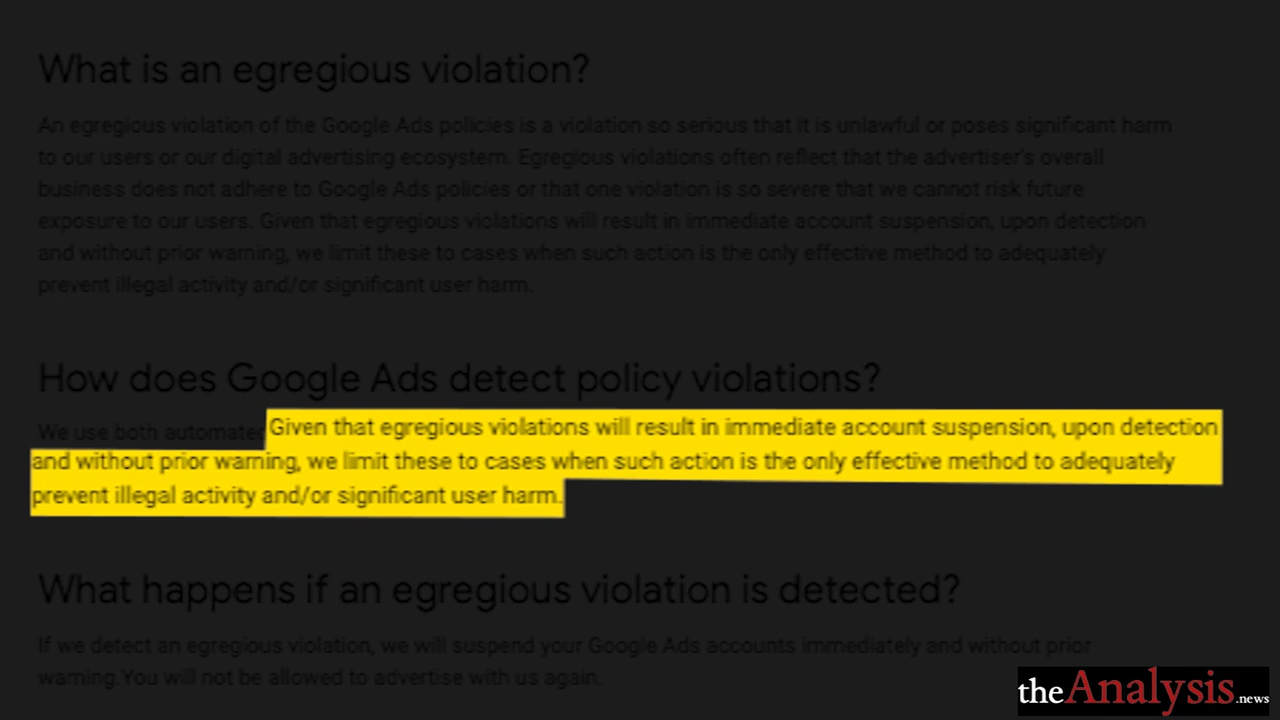 What is an egregious violation?
An egregious violation of the Google Ads policies is a violation so serious that it is unlawful or poses significant harm
to our users or our digital advertising ecosystem. Egregious violations often reflect that the advertiser's overall
business does not adhere to Google Ads policies or that one violation is so severe that we cannot risk future
exposure to our users. Given that egregious violations will result in immediate account suspension, upon detection
and without prior warning, we limit these to cases when such action is the only effective method to adequately
prevent illegal activity and/or significant user harm.
How does Google Ads detect policy violations?
We use both automated
Given that egregious violations will result in immediate account suspension, upon detection
and without prior warning, we limit these to cases when such action is the only effective method to adequately
prevent illegal activity and/or significant user harm.
What happens if an egregious violation is detected?
If we detect an egregious violation, we will suspend your Google Ads accounts immediately and without prior
warning.You will not be allowed to advertise with us again.
theAnalysis.news